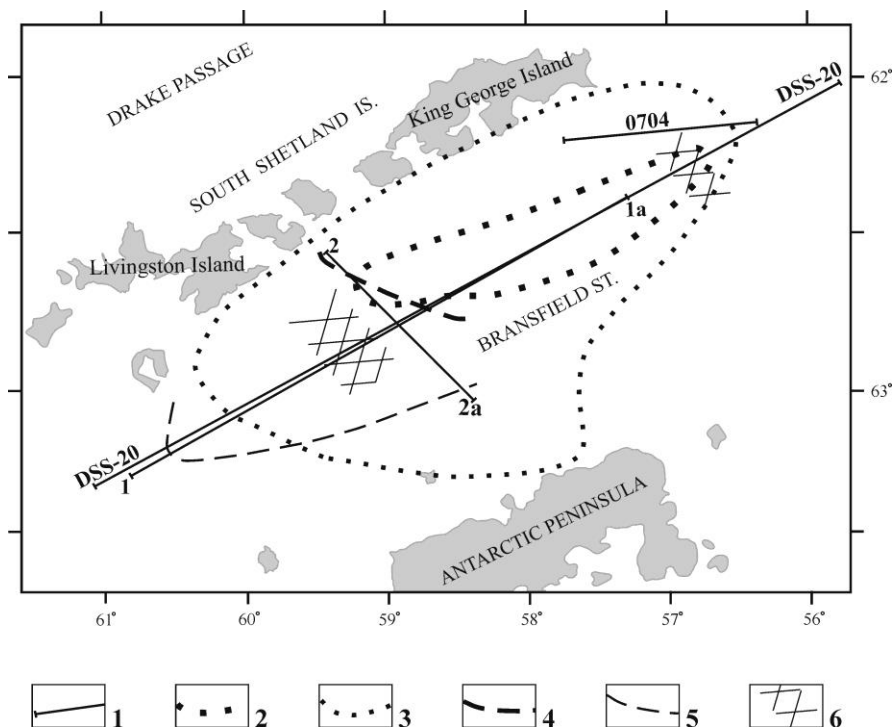 DRAKE PASSAGE
SOUTH SHETLAND IS.
King George Island
DSS-20
62°
0704
1a
2
Livingston Island
BRANSFIELD ST.
63°
2a
DSS-20
1
ANTARCTIC PENINSULA
61° 60° 59° 58° 57° 56°
1 2 3 4 5 6